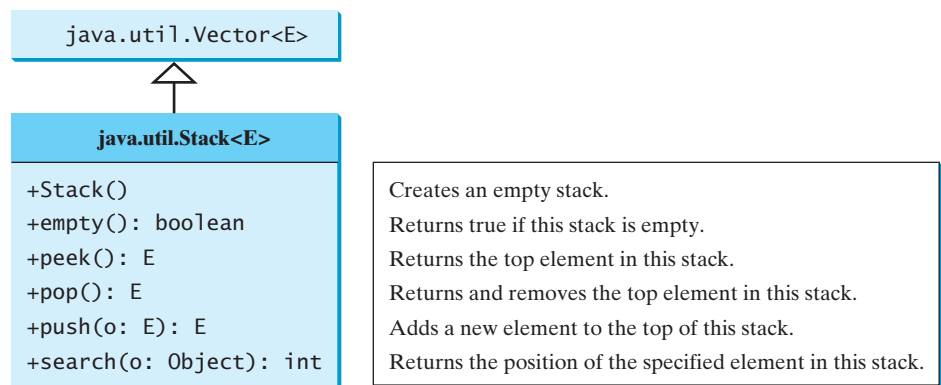 java.util.Vector<E>
java.util.Stack<E>
+Stack()
Creates an empty stack.
+empty(): boolean
Returns true if this stack is empty.
+peek(): E
Returns the top element in this stack.
+pop(): E
Returns and removes the top element in this stack.
+push(o: E): E
Adds a new element to the top of this stack.
+search(o: Object): int
Returns the position of the specified element in this stack.